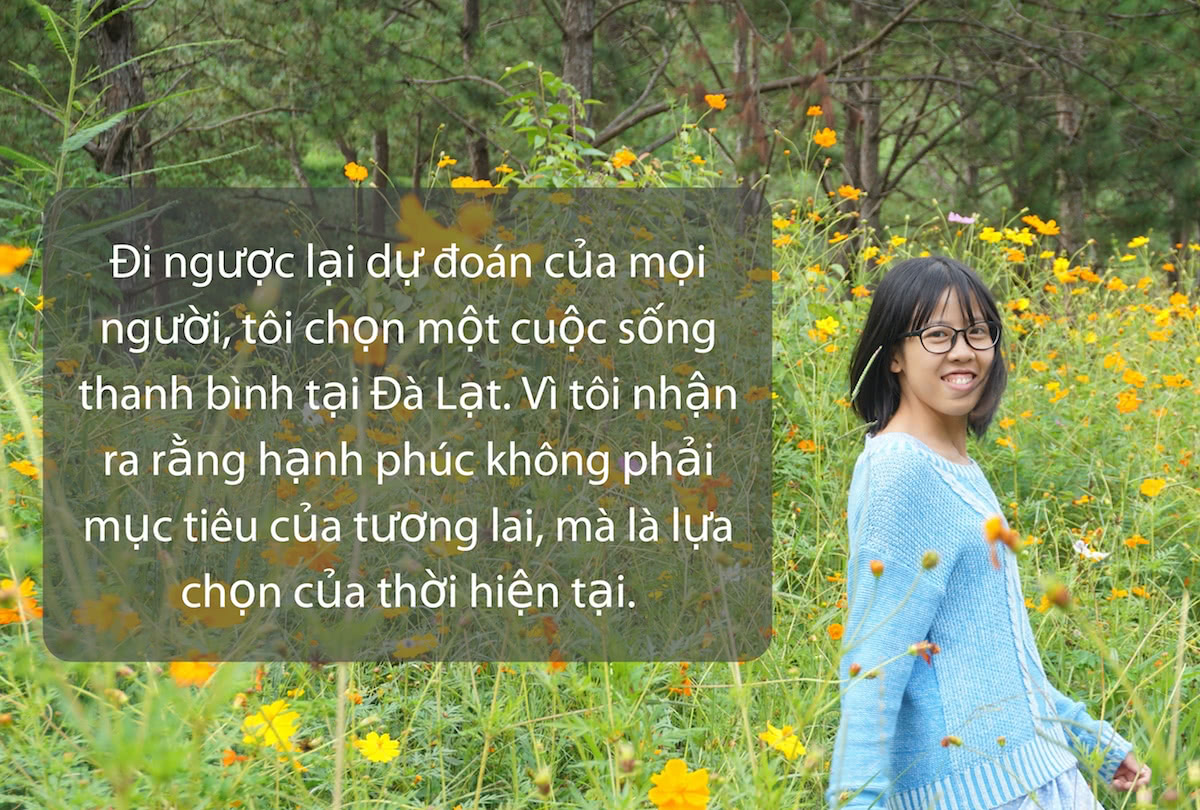 Đi ngược lại dự đoán của mọi
người, tôi chọn một cuộc sống
thanh bình tại Đà Lạt. Vì tôi nhận
ra rằng hạnh phúc không phải
mục tiêu của tương lai, mà là lựa
chọn của thời hiện tại.